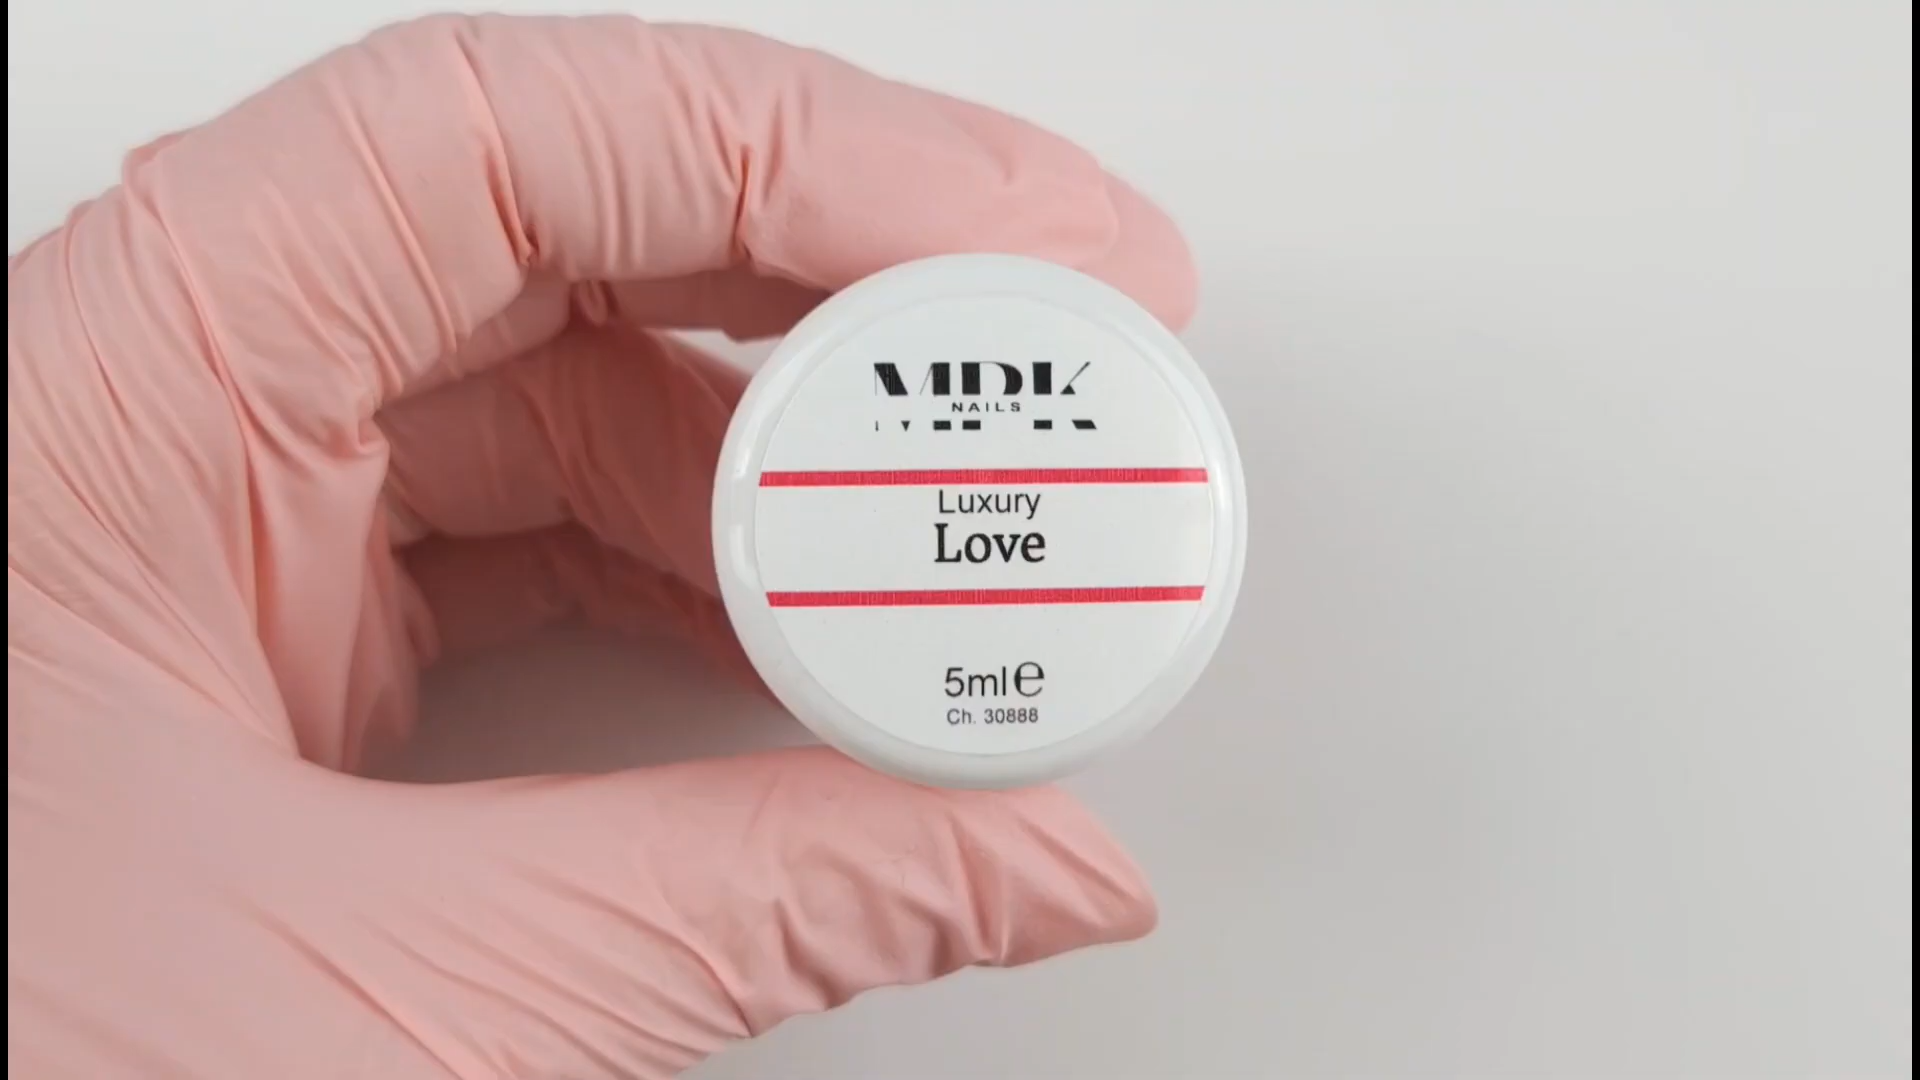 MPK
NAILS
Luxury
Love
5ml℮
Ch. 30888